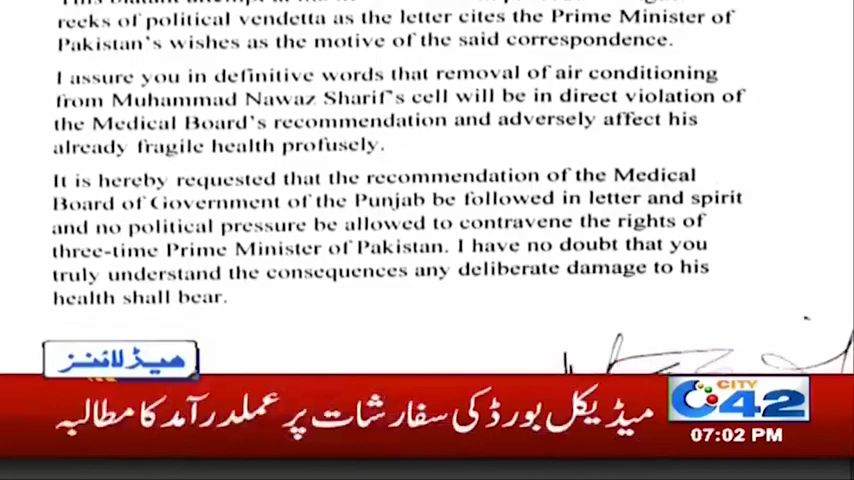 reeks of political vendetta as the letter cites the Prime Minister of
Pakistan's wishes as the motive of the said correspondence.
I assure you in definitive words that removal of air conditioning
from Muhammad Nawaz Sharif's cell will be in direct violation of
the Medical Board's recommendation and adversely affect his
already fragile health profusely.
It is hereby requested that the recommendation of the Medical
Board of Government of the Punjab be followed in letter and spirit
and no political pressure be allowed to contravene the rights of
three-time Prime Minister of Pakistan. I have no doubt that you
truly understand the consequences any deliberate damage to his
health shall bear.
ہیڈلائنز
میڈیکل بورڈ کی سفارشات پر عملدرآمد کا مطالبہ
CITY
42
07:02 PM